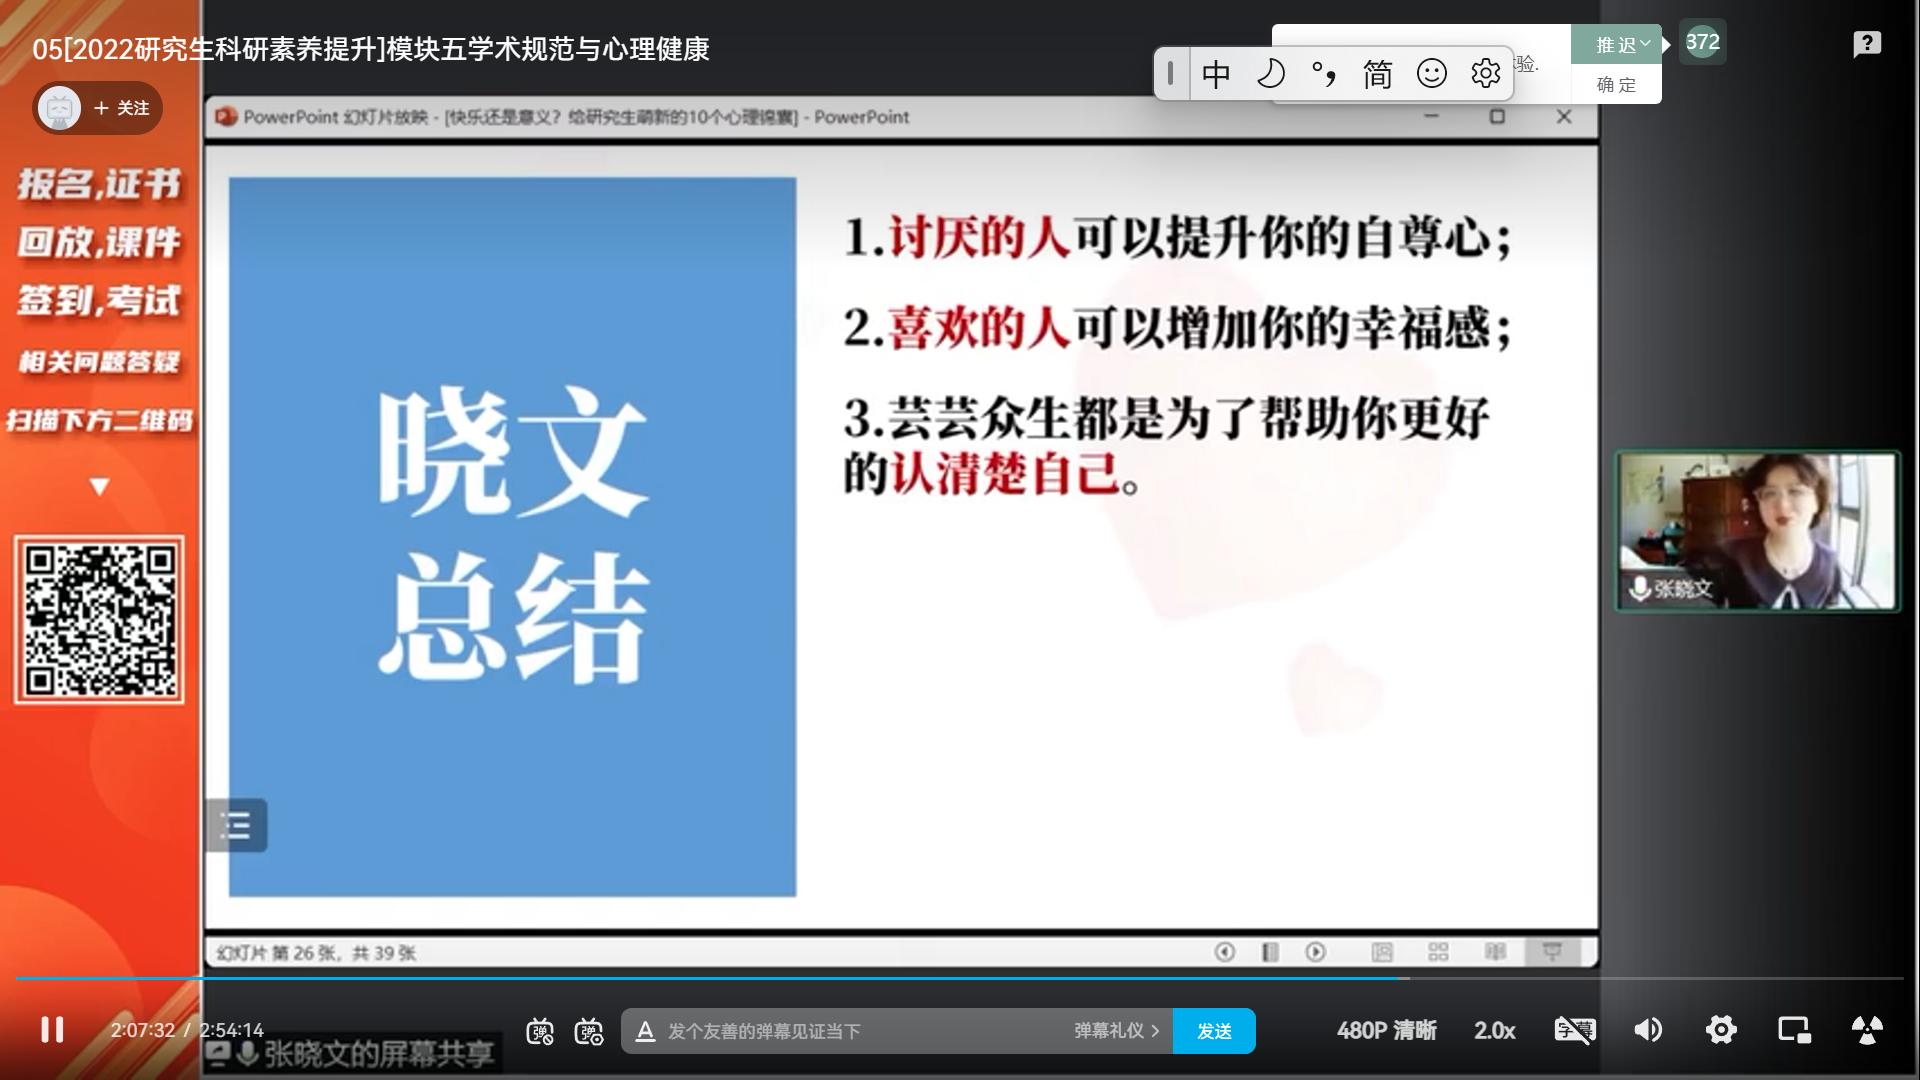 05[2022研究生科研素养提升]模块五学术规范与心理健康
+ 关注
推迟
372
验.
确定
中
简
PowerPoint 幻灯片放映 - [快乐还是意义？给研究生萌新的10个心理锦囊] - PowerPoint
报名,证书
回放,课件
签到,考试
相关问题答疑
扫描下方二维码
晓文
总结
1.讨厌的人可以提升你的自尊心；
2.喜欢的人可以增加你的幸福感；
3.芸芸众生都是为了帮助你更好
的认清楚自己。
张晓文
幻灯片 第 26 张，共 39 张
2:07:32 / 2:54:14
弹
弹
A 发个友善的弹幕见证当下
弹幕礼仪
发送
480P 清晰
2.0x
字幕
张晓文的屏幕共享